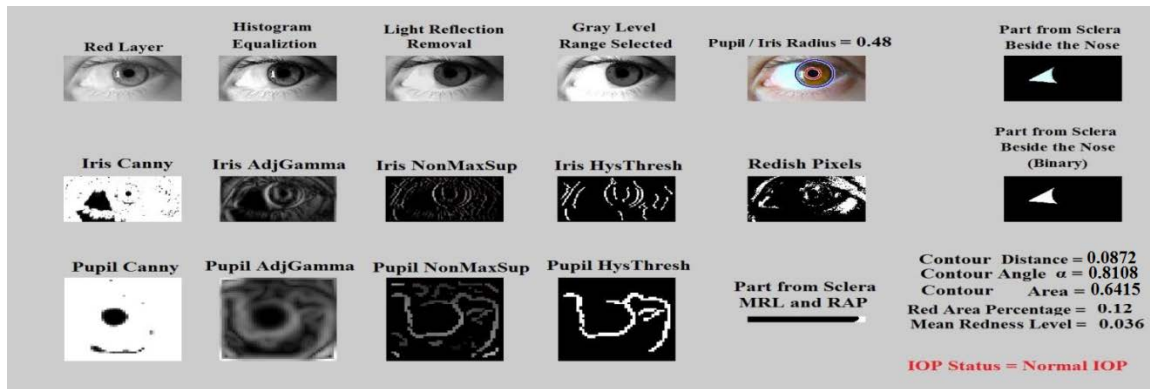 Red Layer
Histogram
Equaliztion
Light Reflection
Removal
Gray Level
Range Selected
Pupil / Iris Radius = 0.48
Part from Sclera
Beside the Nose
Iris Canny
Iris AdjGamma
Iris NonMaxSup
Iris HysThresh
Redish Pixels
Part from Sclera
Beside the Nose
(Binary)
Pupil Canny
Pupil AdjGamma
Pupil NonMaxSup
Pupil HysThresh
Part from Sclera
MRL and RAP
Contour Distance = 0.0872
Contour Angle α = 0.8108
Contour Area = 0.6415
Red Area Percentage = 0.12
Mean Redness Level = 0.036
IOP Status = Normal IOP